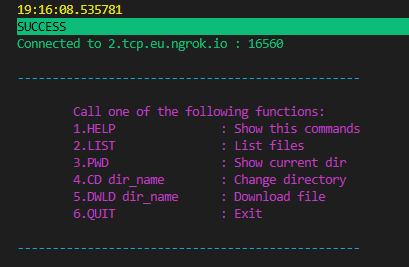 19:16:08.535781
SUCCESS
Connected to 2.tcp.eu.ngrok.io : 16560
-------------------------------------------------
Call one of the following functions:
1.HELP : Show this commands
2.LIST : List files
3.PWD : Show current dir
4.CD dir_name : Change directory
5.DWLD dir_name : Download file
6.QUIT : Exit
-------------------------------------------------